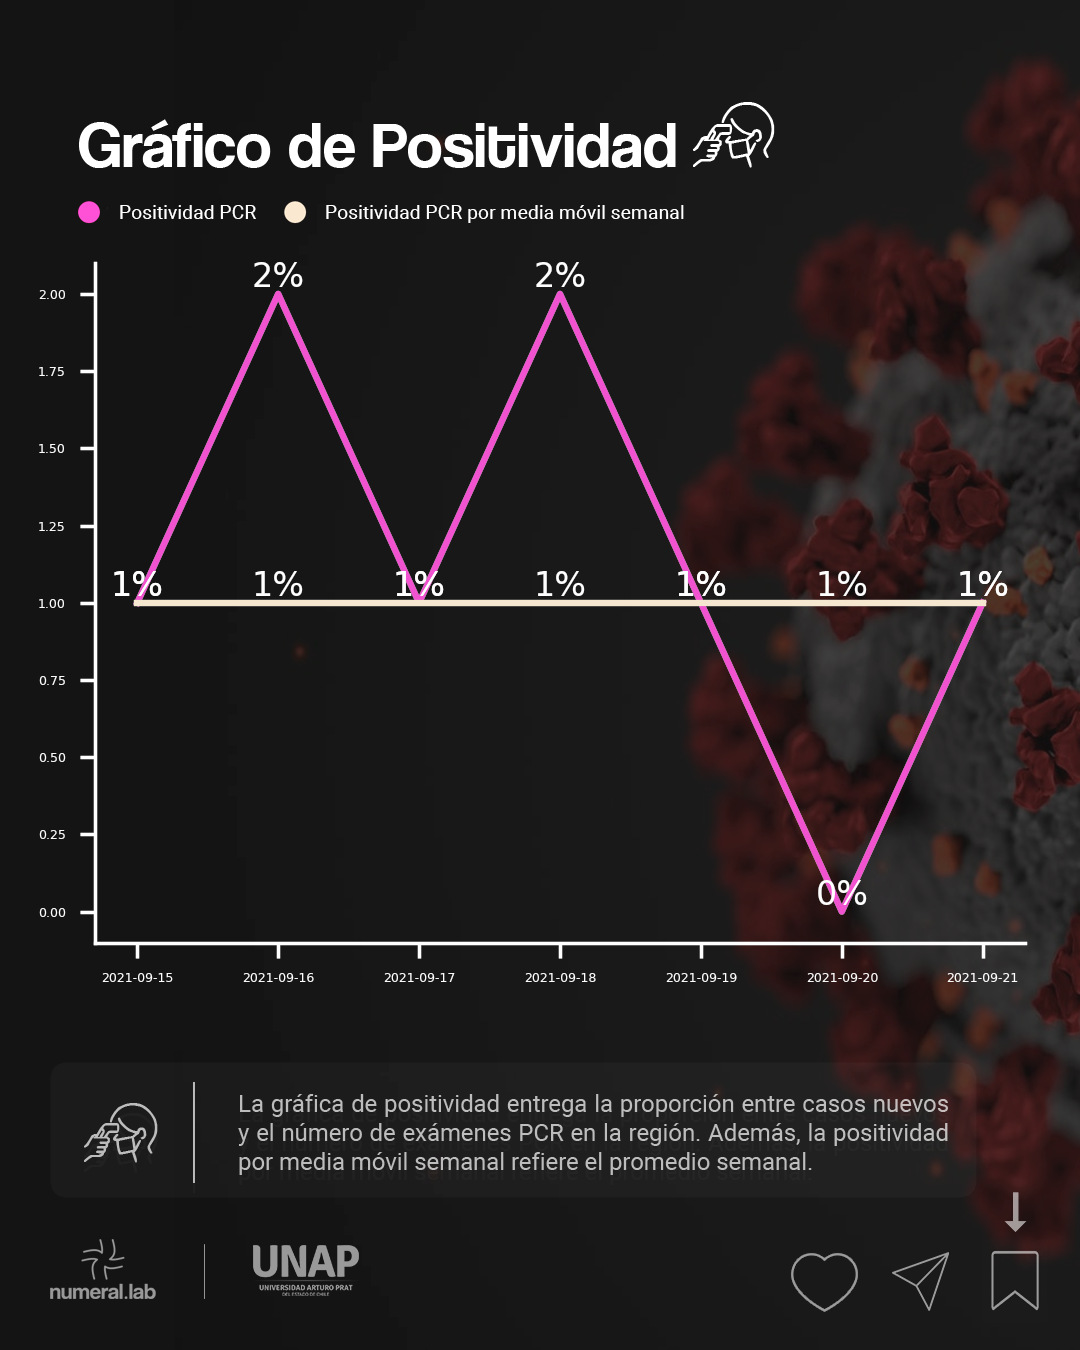 Gráfico de Positividad
Positividad PCR
Positividad PCR por media móvil semanal
2% 2%
2.00
1.75
1.50
1.25
1% 1% 1% 1% 1% 1% 1%
1.00
0.75
0.50
0.25
0%
0.00
2021-09-15 2021-09-16 2021-09-17 2021-09-18 2021-09-19 2021-09-20 2021-09-21
La gráfica de positividad entrega la proporción entre casos nuevos
y el número de exámenes PCR en la región. Además, la positividad
por media móvil semanal refiere el promedio semanal.
numeral.lab
UNAP
UNIVERSIDAD ARTURO PRAT
DEL ESTADO DE CHILE